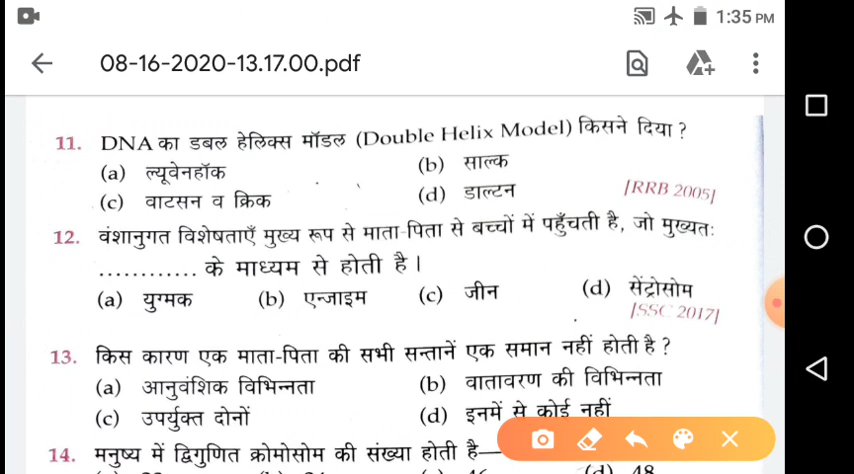 1:35 PM
08-16-2020-13.17.00.pdf
11. DNA का डबल हेलिक्स मॉडल (Double Helix Model) किसने दिया ?
(a) ल्यूवेनहॉक (b) साल्क
(c) वाटसन व क्रिक (d) डाल्टन [RRB 2005]
12. वंशानुगत विशेषताएँ मुख्य रूप से माता-पिता से बच्चों में पहुँचती है, जो मुख्यतः
............ के माध्यम से होती है।
(a) युग्मक (b) एन्जाइम (c) जीन (d) सेंट्रोसोम
[SSC 2017]
13. किस कारण एक माता-पिता की सभी सन्तानें एक समान नहीं होती है ?
(a) आनुवंशिक विभिन्नता (b) वातावरण की विभिन्नता
(c) उपर्युक्त दोनों (d) इनमें से कोई नहीं
14. मनुष्य में द्विगुणित क्रोमोसोम की संख्या होती है—
(d) 48